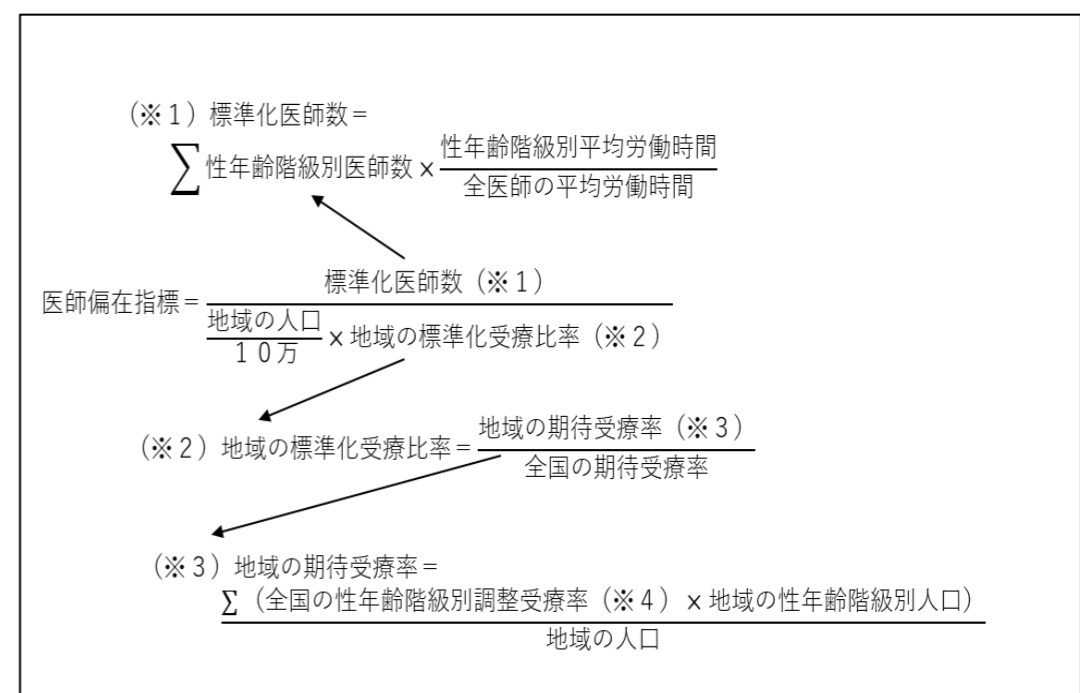 （※１）標準化医師数＝
∑性年齢階級別医師数×性年齢階級別平均労働時間
全医師の平均労働時間
標準化医師数（※１）
医師偏在指標＝
地域の人口
１０万
×地域の標準化受療比率（※２）
地域の期待受療率（※３）
（※２）地域の標準化受療比率＝
全国の期待受療率
（※３）地域の期待受療率＝
∑（全国の性年齢階級別調整受療率（※４）×地域の性年齢階級別人口）
地域の人口